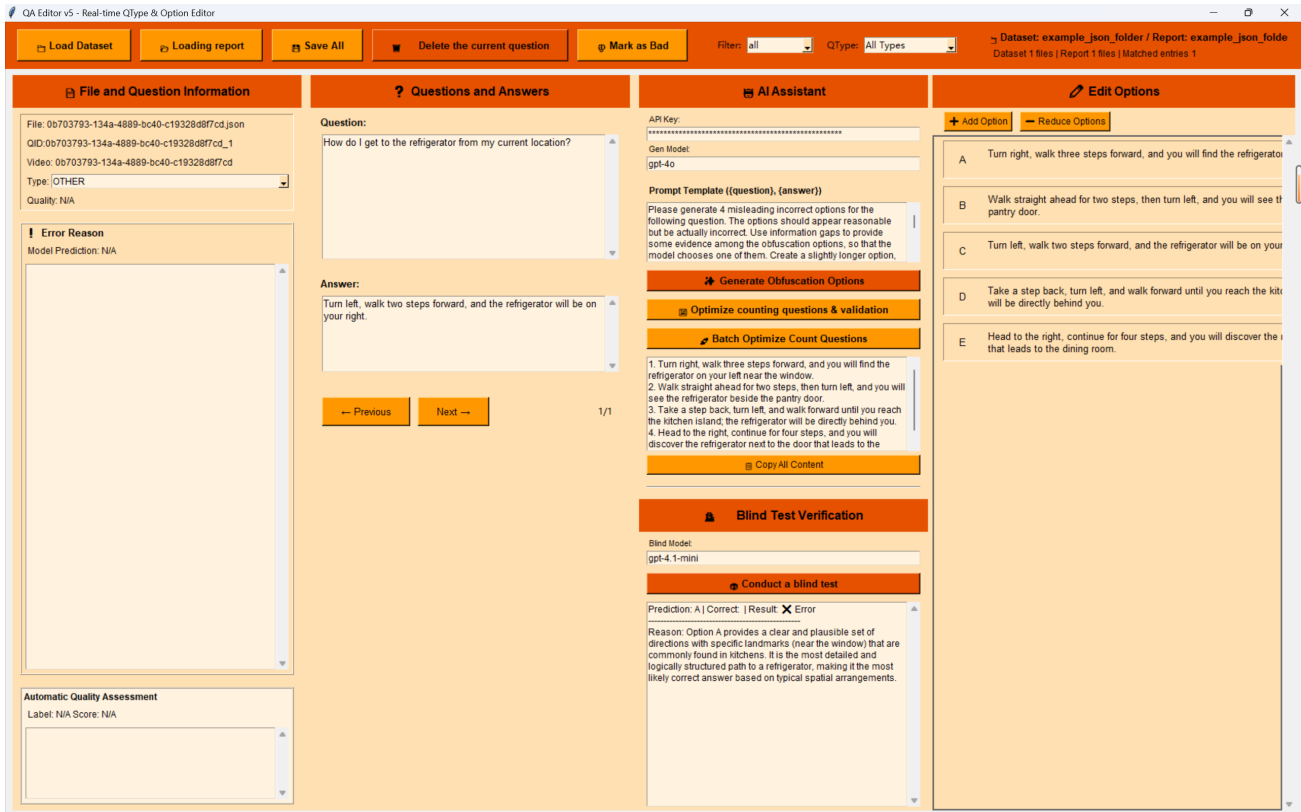 QA Editor v5 - Real-time QType & Option Editor
Load Dataset
Loading report
Save All
Delete the current question
Mark as Bad
Filter: all
QType: All Types
Dataset: example_json_folder / Report: example_json_folde
Dataset 1 files | Report 1 files | Matched entries 1
File and Question Information
File: 0b703793-134a-4889-bc40-c19328d8f7cd.json
QID:0b703793-134a-4889-bc40-c19328d8f7cd_1
Video: 0b703793-134a-4889-bc40-c19328d8f7cd
Type: OTHER
Quality: N/A
Error Reason
Model Prediction: N/A
Automatic Quality Assessment
Label: N/A Score: N/A
Questions and Answers
Question:
How do I get to the refrigerator from my current location?
Answer:
Turn left, walk two steps forward, and the refrigerator will be on
your right.
← Previous
Next →
1/1
AI Assistant
API Key:
****************************************************
Gen Model:
gpt-4o
Prompt Template ({question}, {answer})
Please generate 4 misleading incorrect options for the
following question. The options should appear reasonable
but be actually incorrect. Use information gaps to provide
some evidence among the obfuscation options, so that the
model chooses one of them. Create a slightly longer option,
Generate Obfuscation Options
Optimize counting questions & validation
Batch Optimize Count Questions
1. Turn right, walk three steps forward, and you will find the
refrigerator on your left near the window.
2. Walk straight ahead for two steps, then turn left, and you will
see the refrigerator beside the pantry door.
3. Take a step back, turn left, and walk forward until you reach
the kitchen island; the refrigerator will be directly behind you.
4. Head to the right, continue for four steps, and you will
discover the refrigerator next to the door that leads to the
Copy All Content
Blind Test Verification
Blind Model:
gpt-4.1-mini
Conduct a blind test
Prediction: A | Correct: | Result: ❌ Error
--------------------------------------------------
Reason: Option A provides a clear and plausible set of
directions with specific landmarks (near the window) that are
commonly found in kitchens. It is the most detailed and
logically structured path to a refrigerator, making it the most
likely correct answer based on typical spatial arrangements.
Edit Options
Add Option
Reduce Options
A
Turn right, walk three steps forward, and you will find the refrigerator
B
Walk straight ahead for two steps, then turn left, and you will see th
pantry door.
C
Turn left, walk two steps forward, and the refrigerator will be on your
D
Take a step back, turn left, and walk forward until you reach the kitc
will be directly behind you.
E
Head to the right, continue for four steps, and you will discover the r
that leads to the dining room.